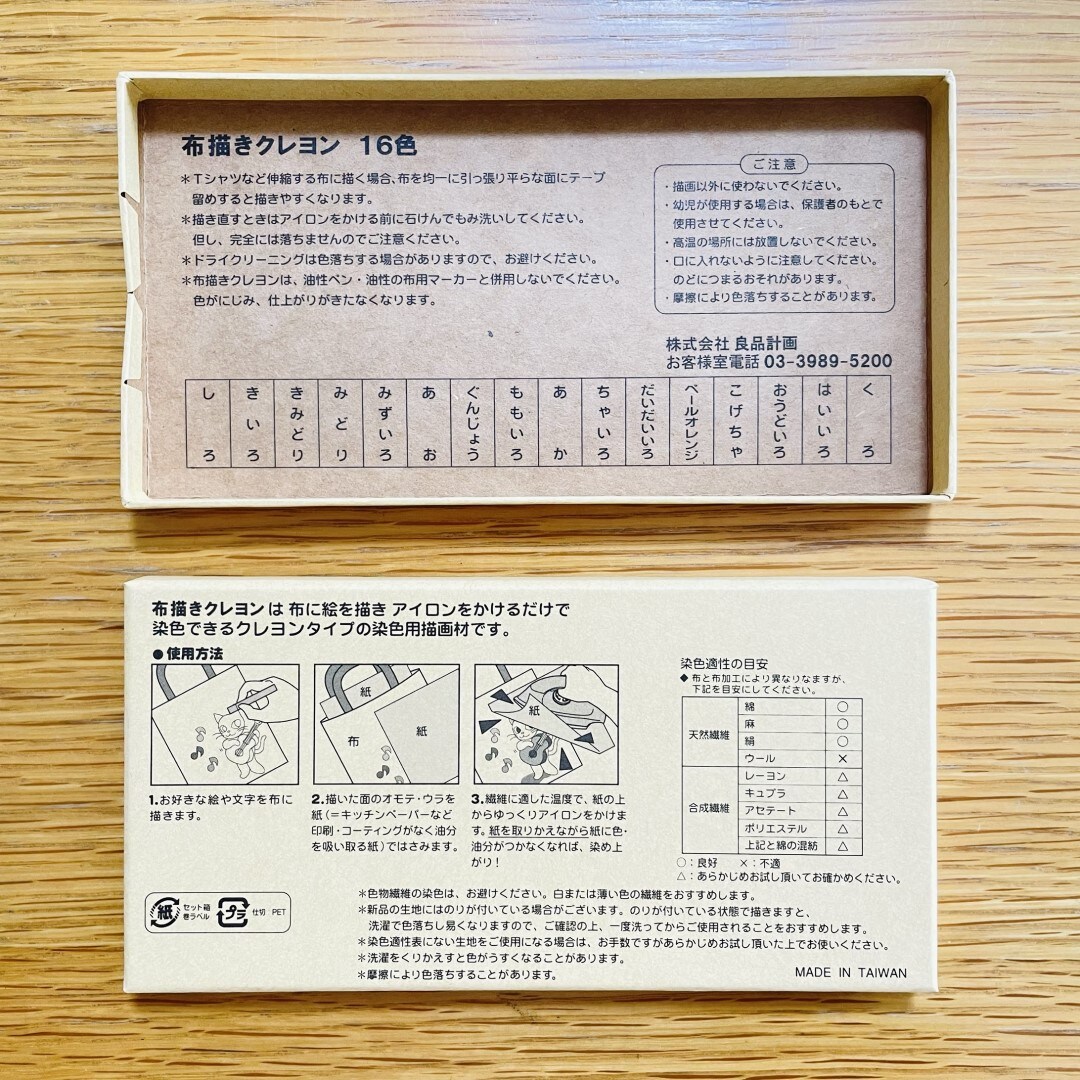 布描きクレヨン 16色
＊Tシャツなど伸縮する布に描く場合、布を均一に引っ張り平らな面にテープ
留めすると描きやすくなります。
＊描き直すときはアイロンをかける前に石けんでもみ洗いしてください。
但し、完全には落ちませんのでご注意ください。
＊ドライクリーニングは色落ちする場合がありますので、お避けください。
＊布描きクレヨンは、油性ペン・油性の布用マーカーと併用しないでください。
色がにじみ、仕上がりがきたなくなります。
ご注意
・描画以外に使わないでください。
・幼児が使用する場合は、保護者のもとで
使用させてください。
・高温の場所には放置しないでください。
・口に入れないように注意してください。
のどにつまるおそれがあります。
・摩擦により色落ちすることがあります。
株式会社 良品計画
お客様室電話 03-3989-5200
しろ
きいろ
きみどり
みどり
みずいろ
あお
ぐんじょう
ももいろ
あか
ちゃいろ
だいだいいろ
ペールオレンジ
こげちゃ
おうどいろ
はいいろ
くろ
布描きクレヨンは 布に絵を描き アイロンをかけるだけで
染色できるクレヨンタイプの染色用描画材です。
●使用方法
布
紙
紙
紙
1.お好きな絵や文字を布に
描きます。
2.描いた面のオモテ・ウラを
紙(=キッチンペーパーなど
印刷・コーティングがなく油分
を吸い取る紙)ではさみます。
3.繊維に適した温度で、紙の上
からゆっくりアイロンをかけま
す。紙を取りかえながら紙に色・
油分がつかなくなれば、染め上
がり！
染色適性の目安
◆布と布加工により異なりなますが、
下記を目安にしてください。
天然繊維
綿 ○
麻 ○
絹 ○
ウール ×
合成繊維
レーヨン △
キュプラ △
アセテート △
ポリエステル △
上記と綿の混紡 △
○：良好 ×：不適
△：あらかじめお試し頂いてお確かめください。
紙
セット箱
巻ラベル
プラ
仕切：PET
＊色物繊維の染色は、お避けください。白または薄い色の繊維をおすすめします。
＊新品の生地にはのりが付いている場合がございます。のりが付いている状態で描きますと、
洗濯で色落ちし易くなりますので、ご確認の上、一度洗ってからご使用されることをおすすめします。
＊染色適性表にない生地をご使用になる場合は、お手数ですがあらかじめお試し頂いた上でお使いください。
＊洗濯をくりかえすと色がうすくなることがあります。
＊摩擦により色落ちすることがあります。
MADE IN TAIWAN